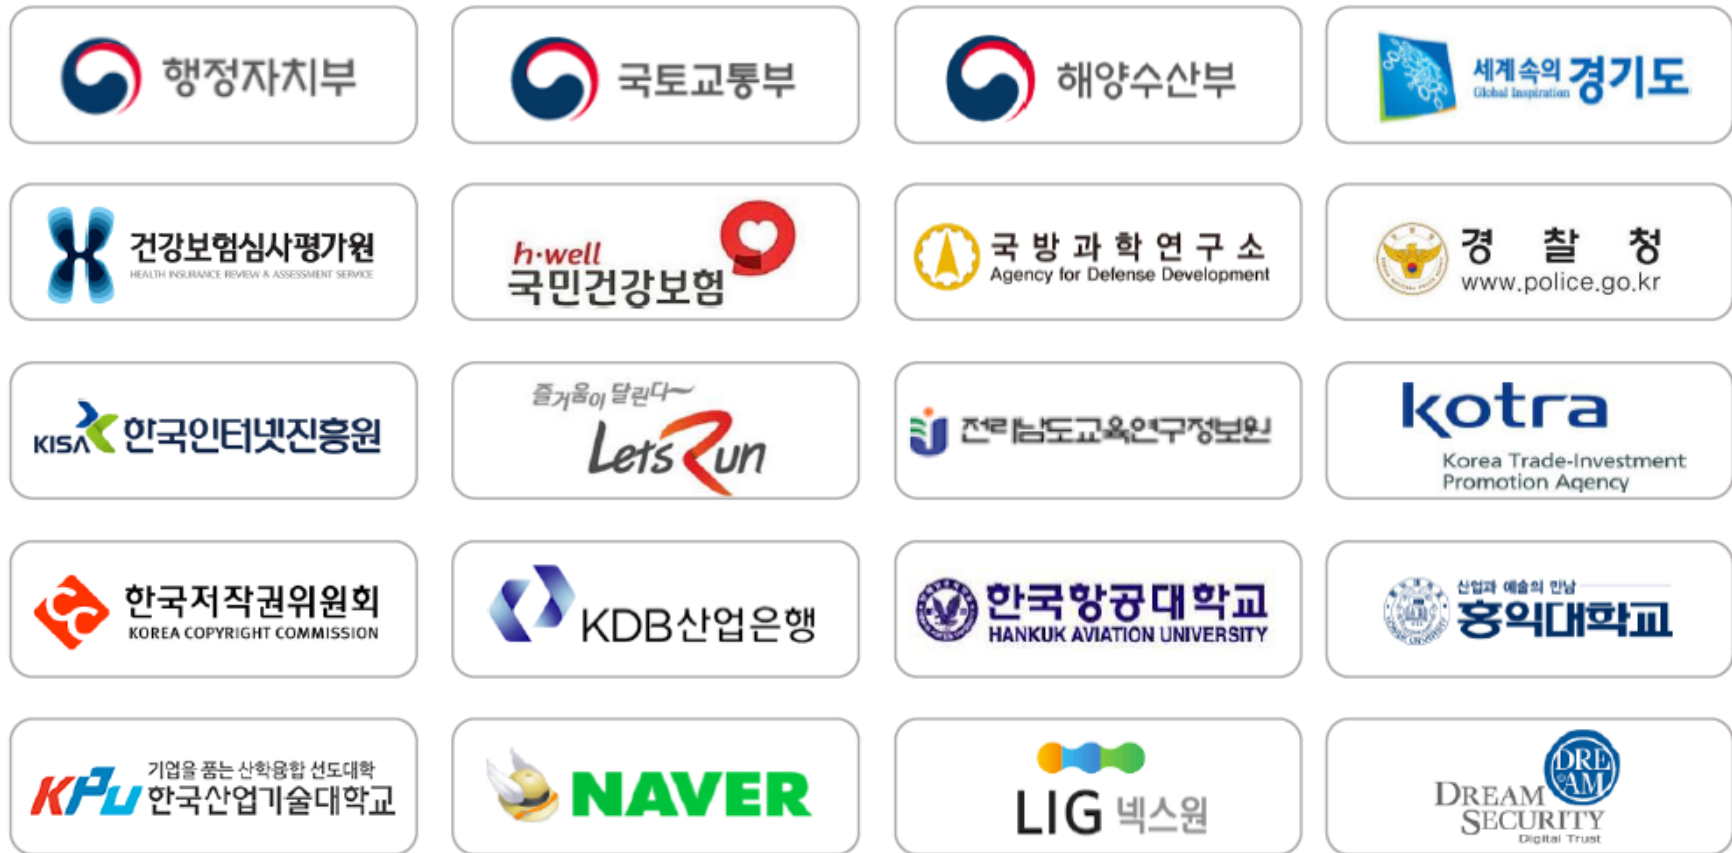 행정자치부
국토교통부
해양수산부
세계 속의 경기도
Global Inspiration
건강보험심사평가원
HEALTH INSURANCE REVIEW & ASSESSMENT SERVICE
h·well
국민건강보험
국방과학연구소
Agency for Defense Development
경찰청
www.police.go.kr
KISA 한국인터넷진흥원
즐거움이 달린다~
Let's Run
전라남도교육연구정보원
kotra
Korea Trade-Investment
Promotion Agency
한국저작권위원회
KOREA COPYRIGHT COMMISSION
KDB산업은행
한국항공대학교
HANKUK AVIATION UNIVERSITY
산업과 예술의 만남
홍익대학교
KPU
기업을 품는 산학융합 선도대학
한국산업기술대학교
NAVER
LIG 넥스원
DREAM
DREAM
SECURITY
Digital Trust